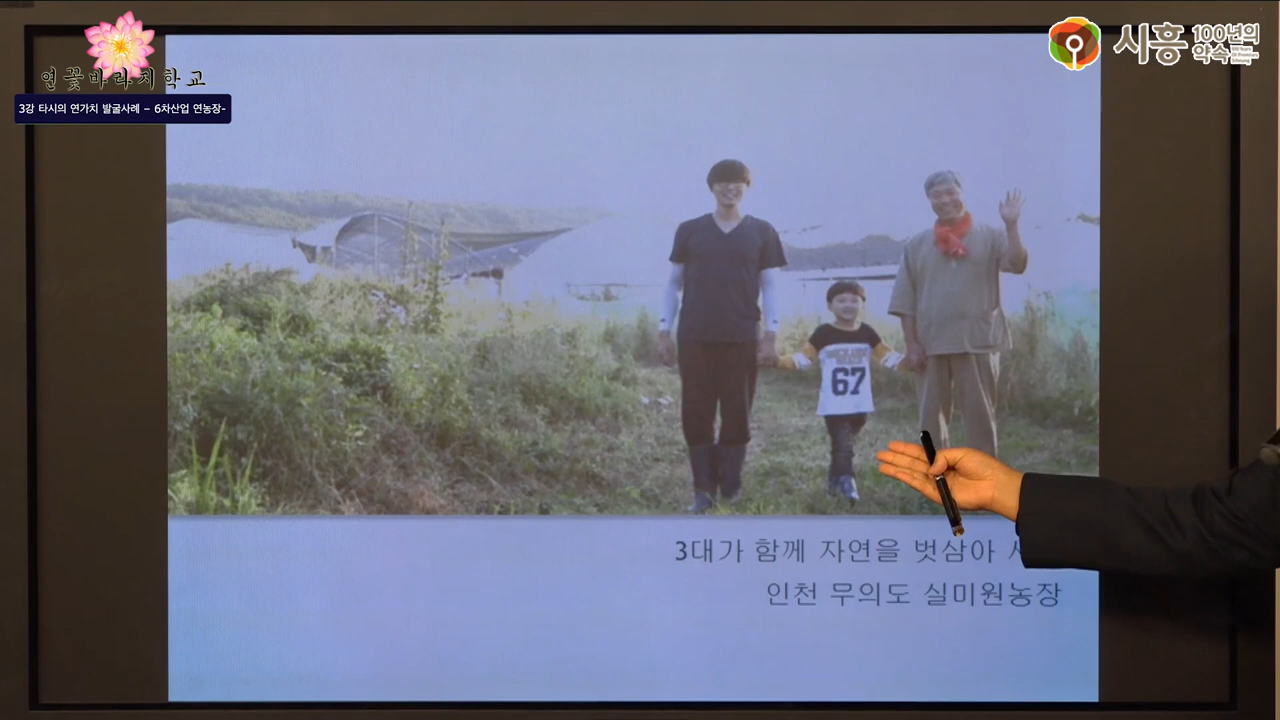 연꽃바라지학교
3강 타시의 연가치 발굴사례 – 6차산업 연농장-
시흥 100년의 약속
67
3대가 함께 자연을 벗삼아
인천 무의도 실미원농장